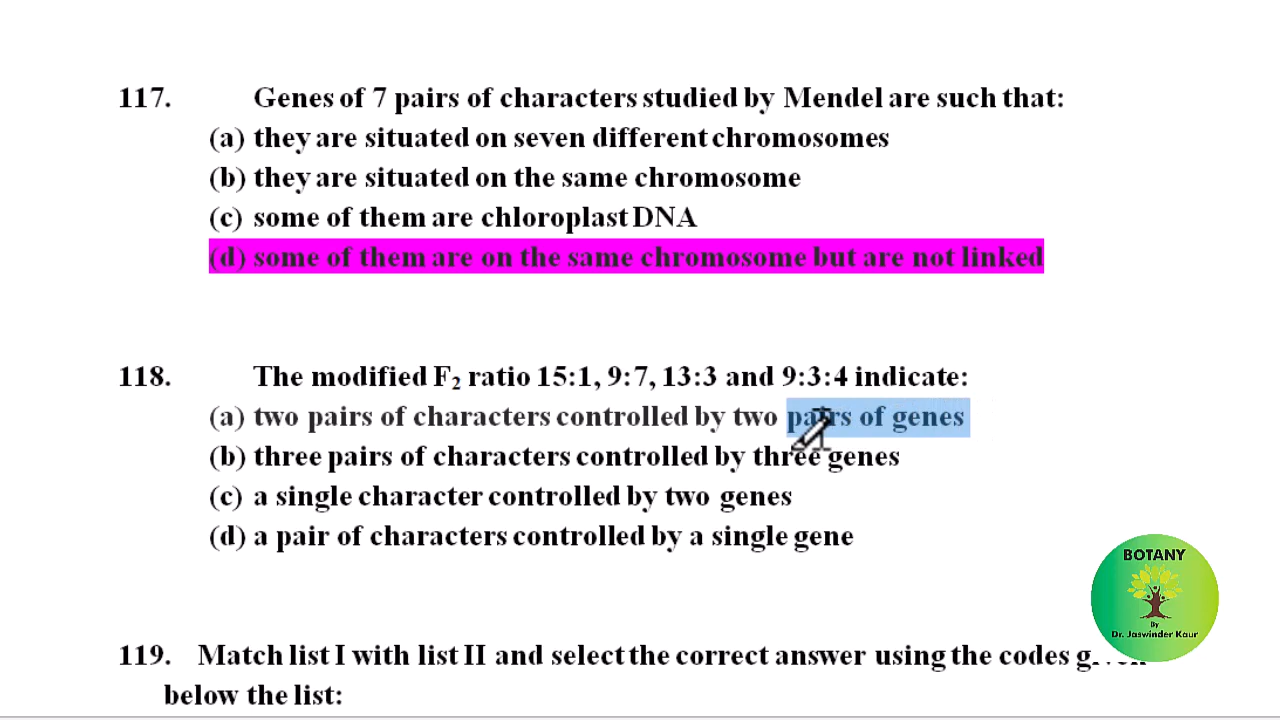 117. Genes of 7 pairs of characters studied by Mendel are such that:
(a) they are situated on seven different chromosomes
(b) they are situated on the same chromosome
(c) some of them are chloroplast DNA
(d) some of them are on the same chromosome but are not linked
118. The modified F₂ ratio 15:1, 9:7, 13:3 and 9:3:4 indicate:
(a) two pairs of characters controlled by two pairs of genes
(b) three pairs of characters controlled by three genes
(c) a single character controlled by two genes
(d) a pair of characters controlled by a single gene
BOTANY
By
Dr. Jaswinder Kaur
119. Match list I with list II and select the correct answer using the codes
below the list: